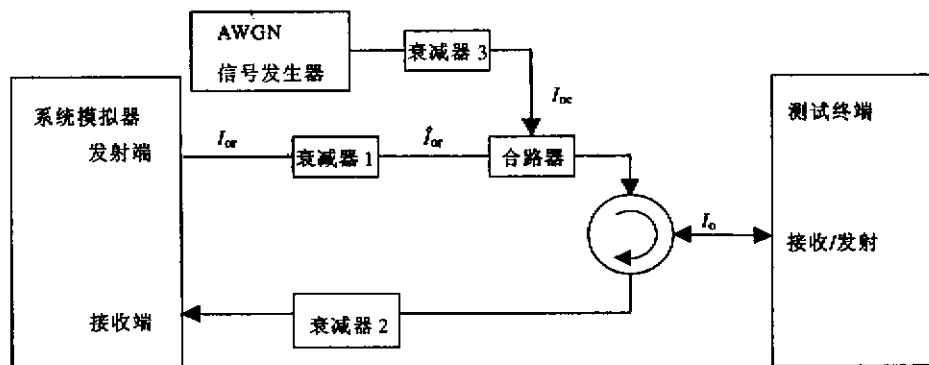 AWGN
信号发生器
衰减器 3
I_oc
系统模拟器
发射端
I_or
衰减器 1
Î_or
合路器
测试终端
I_o
接收/发射
接收端
衰减器 2